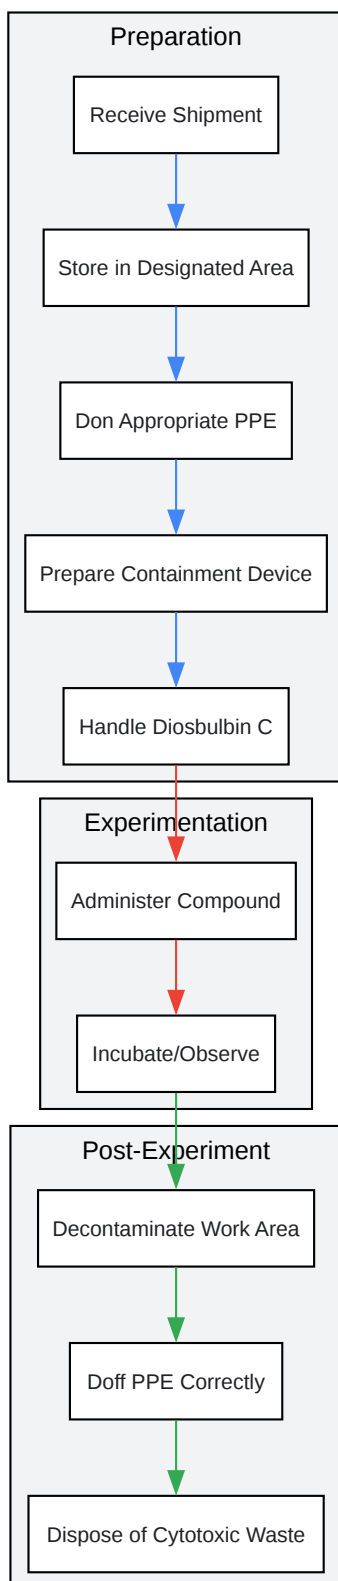 Preparation
Receive Shipment
Store in Designated Area
Don Appropriate PPE
Prepare Containment Device
Handle Diosbulbin C
Experimentation
Administer Compound
Incubate/Observe
Post-Experiment
Decontaminate Work Area
Doff PPE Correctly
Dispose of Cytotoxic Waste